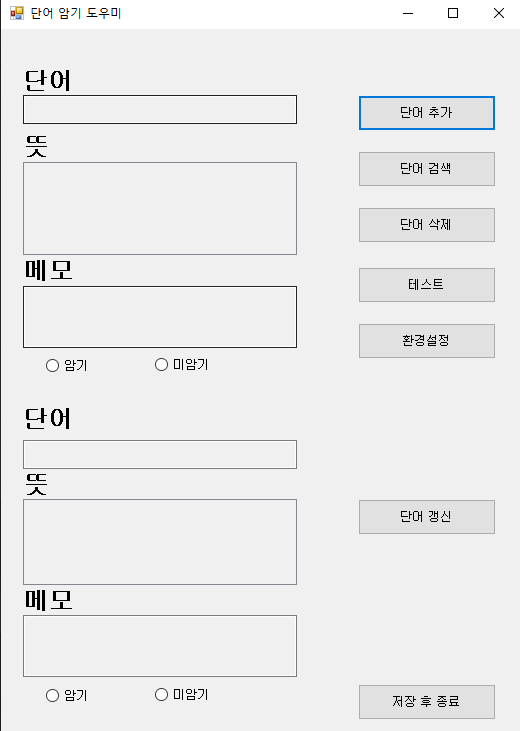 단어 암기 도우미
단어
단어 추가
뜻
단어 검색
단어 삭제
메모
테스트
환경설정
암기
미암기
단어
뜻
단어 갱신
메모
암기
미암기
저장 후 종료